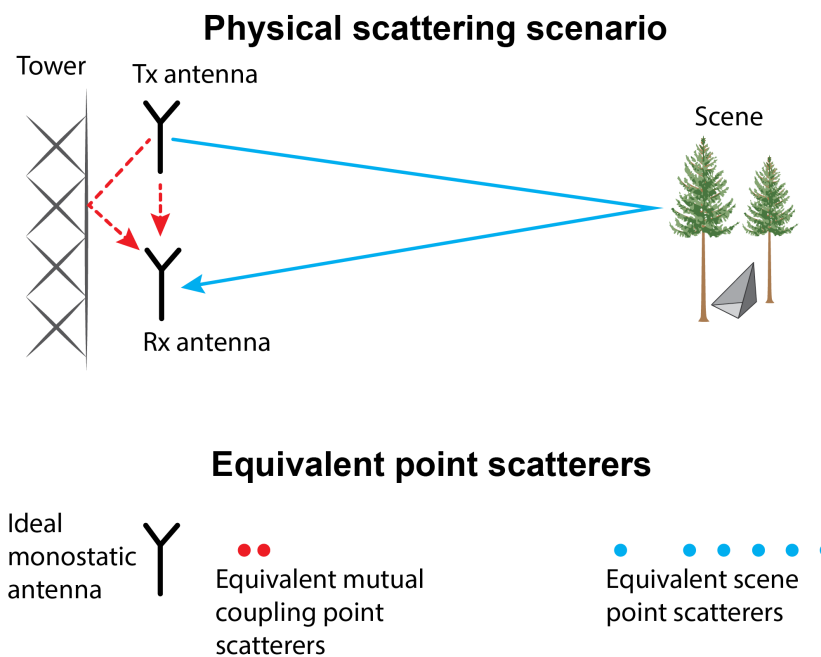 Physical scattering scenario
Tower
Tx antenna
Scene
Rx antenna
Equivalent point scatterers
Ideal
monostatic
antenna
Equivalent mutual
coupling point
scatterers
Equivalent scene
point scatterers